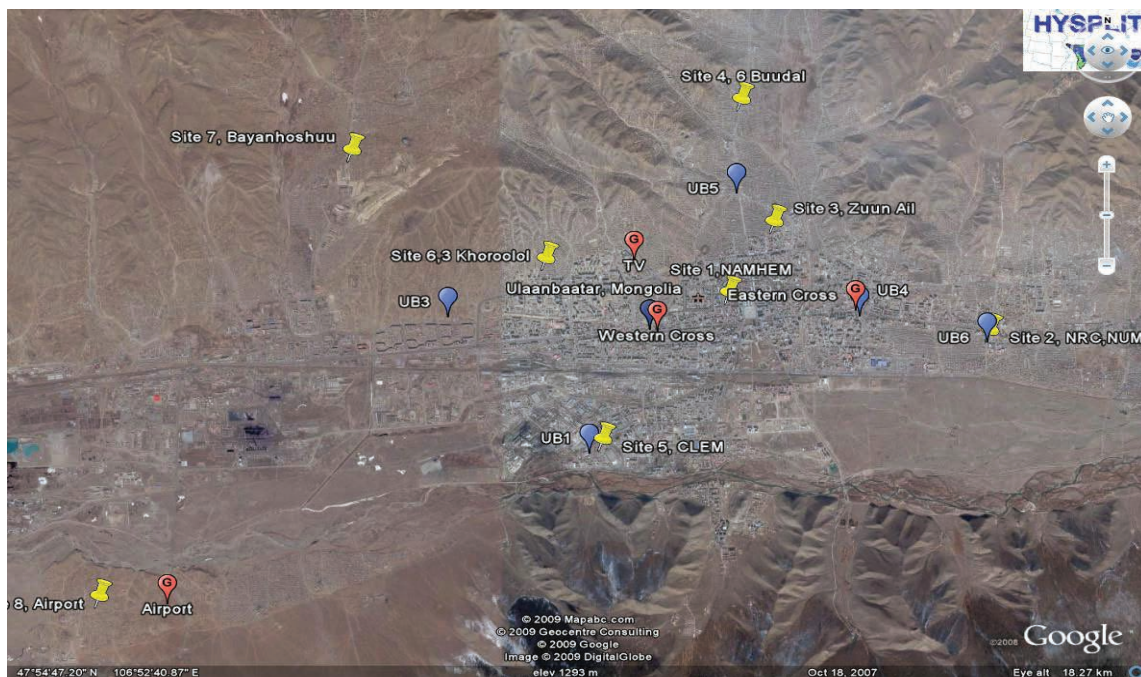 HYSPLIT
N
Site 4, 6 Buudal
Site 7, Bayanhoshuu
UB5
Site 3, Zuun Ail
G
TV
Site 6,3 Khoroolol
Site 1,NAMHEM
Ulaanbaatar, Mongolia
G
Eastern Cross
UB4
UB3
G
Western Cross
UB6
Site 2, NRC,NUM
UB1
Site 5, CLEM
8, Airport
G
Airport
© 2009 Mapabc.com
© 2009 Geocentre Consulting
© 2009 Google
Image © 2009 DigitalGlobe
©2008 Google
47°54'47.20" N 106°52'40.87" E
elev 1293 m
Oct 18, 2007
Eye alt 18.27 km